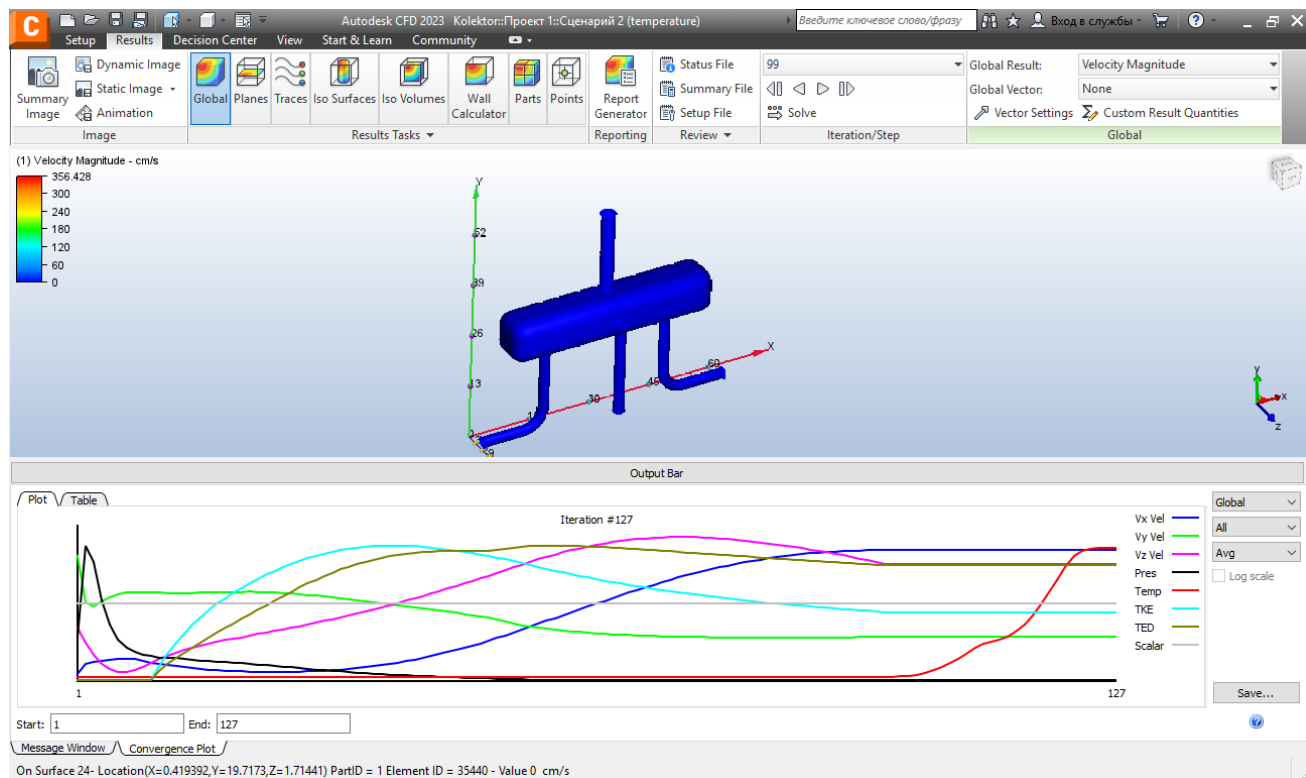 Autodesk CFD 2023 Kolektor::Проект 1::Сценарий 2 (temperature)
Введите ключевое слово/фразу
Вход в службы
Setup Results Decision Center View Start & Learn Community
Summary Image
Dynamic Image
Static Image
Animation
Image
Global Planes Traces Iso Surfaces Iso Volumes Wall Calculator Parts Points
Results Tasks
Report Generator
Reporting
Status File
Summary File
Setup File
Review
99
Solve
Iteration/Step
Global Result: Velocity Magnitude
Global Vector: None
Vector Settings Custom Result Quantities
Global
(1) Velocity Magnitude - cm/s
356.428
300
240
180
120
60
0
Y
52
39
26
13
30
45
60
X
Y
X
Z
Output Bar
Plot Table
Iteration #127
Vx Vel
Vy Vel
Vz Vel
Pres
Temp
TKE
TED
Scalar
1 127
Global
All
Avg
Log scale
Save...
Start: 1 End: 127
Message Window Convergence Plot
On Surface 24- Location(X=0.419392,Y=19.7173,Z=1.71441) PartID = 1 Element ID = 35440 - Value 0 cm/s